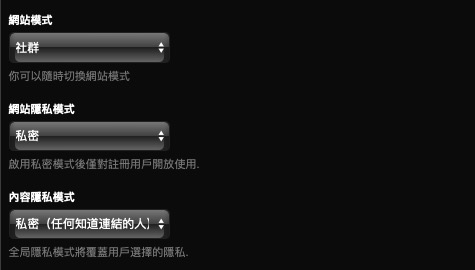 網站模式
社群
你可以隨時切換網站模式
網站隱私模式
私密
啟用私密模式後僅對註冊用戶開放使用.
內容隱私模式
私密（任何知道連結的人）
全局隱私模式將覆蓋用戶選擇的隱私.